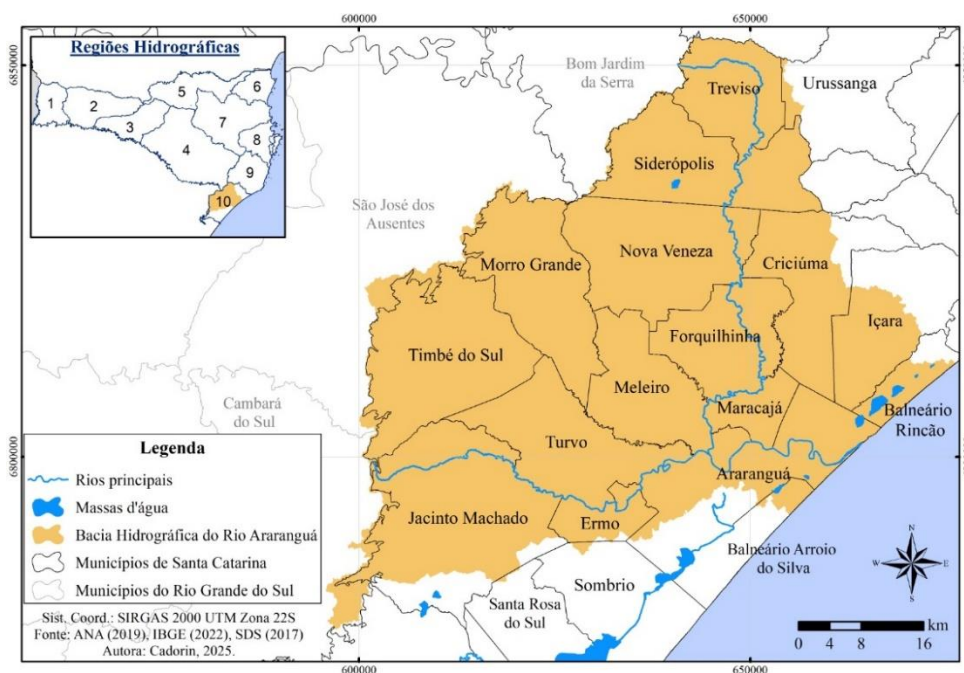 600000
650000
6850000
6800000
Regiões Hidrográficas
1
2
3
4
5
6
7
8
9
10
Bom Jardim
da Serra
Treviso
Urussanga
Siderópolis
São José dos
Ausentes
Morro Grande
Nova Veneza
Criciúma
Içara
Forquilhinha
Timbé do Sul
Meleiro
Maracajá
Balneário
Rincão
Cambará
do Sul
Turvo
Araranguá
Jacinto Machado
Ermo
Balneário Arroio
do Silva
Sombrio
Santa Rosa
do Sul
Legenda
Rios principais
Massas d'água
Bacia Hidrográfica do Rio Araranguá
Municípios de Santa Catarina
Municípios do Rio Grande do Sul
Sist. Coord.: SIRGAS 2000 UTM Zona 22S
Fonte: ANA (2019), IBGE (2022), SDS (2017)
Autora: Cadorin, 2025.
N
W
E
S
km
0 4 8 16
600000
650000